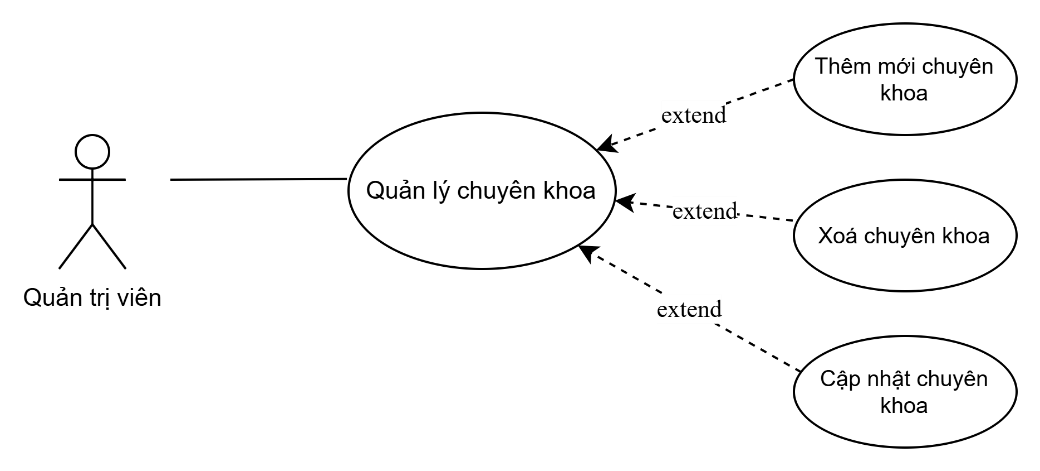 Thêm mới chuyên
khoa
extend
Quản lý chuyên khoa
extend
Xoá chuyên khoa
Quản trị viên
extend
Cập nhật chuyên
khoa